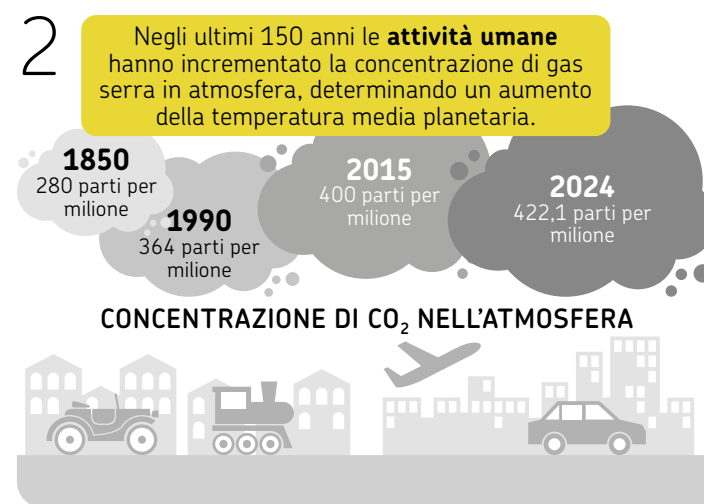 2
Negli ultimi 150 anni le attività umane
hanno incrementato la concentrazione di gas
serra in atmosfera, determinando un aumento
della temperatura media planetaria.
1850
280 parti per
milione
1990
364 parti per
milione
2015
400 parti per
milione
2024
422,1 parti per
milione
CONCENTRAZIONE DI CO₂ NELL'ATMOSFERA